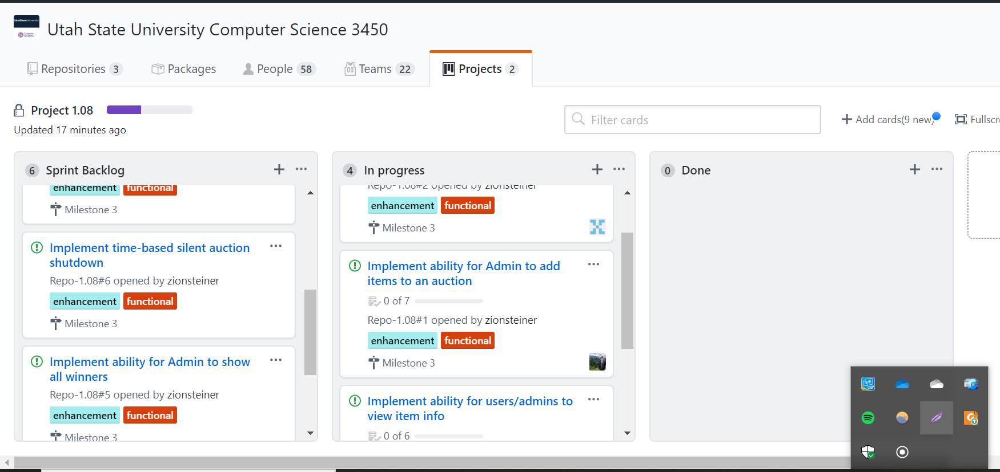 UtahStateUniversity
Computer
SCIENCE
Utah State University Computer Science 3450
Repositories 3
Packages
People 58
Teams 22
Projects 2
Project 1.08
Updated 17 minutes ago
Filter cards
Add cards(9 new)
Fullscre
6 Sprint Backlog
enhancement functional
Milestone 3
Implement time-based silent auction
shutdown
Repo-1.08#6 opened by zionsteiner
enhancement functional
Milestone 3
Implement ability for Admin to show
all winners
Repo-1.08#5 opened by zionsteiner
enhancement functional
Milestone 3
4 In progress
Repo-1.08#2 opened by zionsteiner
enhancement functional
Milestone 3
Implement ability for Admin to add
items to an auction
0 of 7
Repo-1.08#1 opened by zionsteiner
enhancement functional
Milestone 3
Implement ability for users/admins to
view item info
0 of 6
0 Done